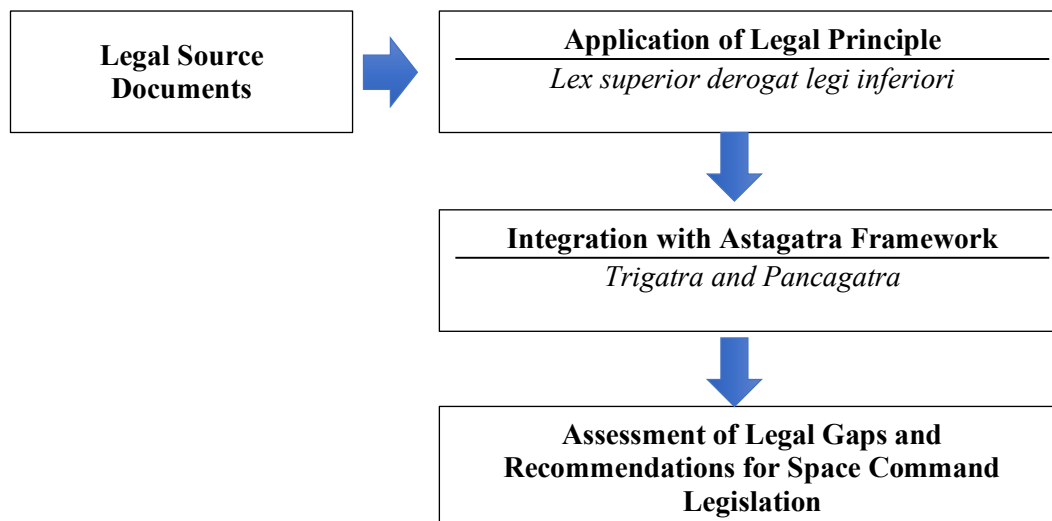 Legal Source
Documents
Application of Legal Principle
Lex superior derogat legi inferiori
Integration with Astagatra Framework
Trigatra and Pancagatra
Assessment of Legal Gaps and
Recommendations for Space Command
Legislation